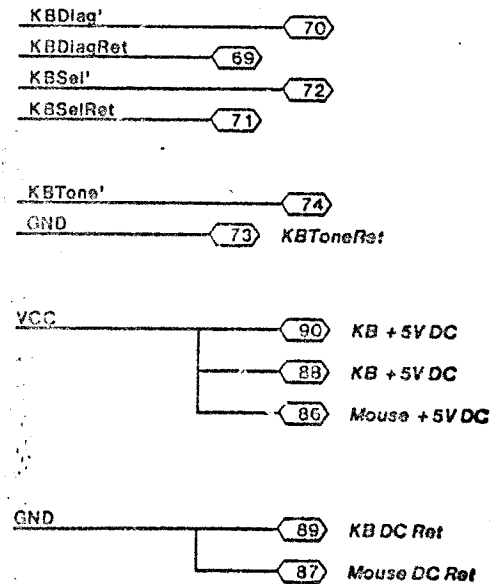 KBDiag' 70
KBDiagRet 69
KBSel' 72
KBSelRet 71
KBTone' 74
GND 73 KBToneRet
VCC 90 KB +5V DC
88 KB +5V DC
86 Mouse +5V DC
GND 89 KB DC Ret
87 Mouse DC Ret